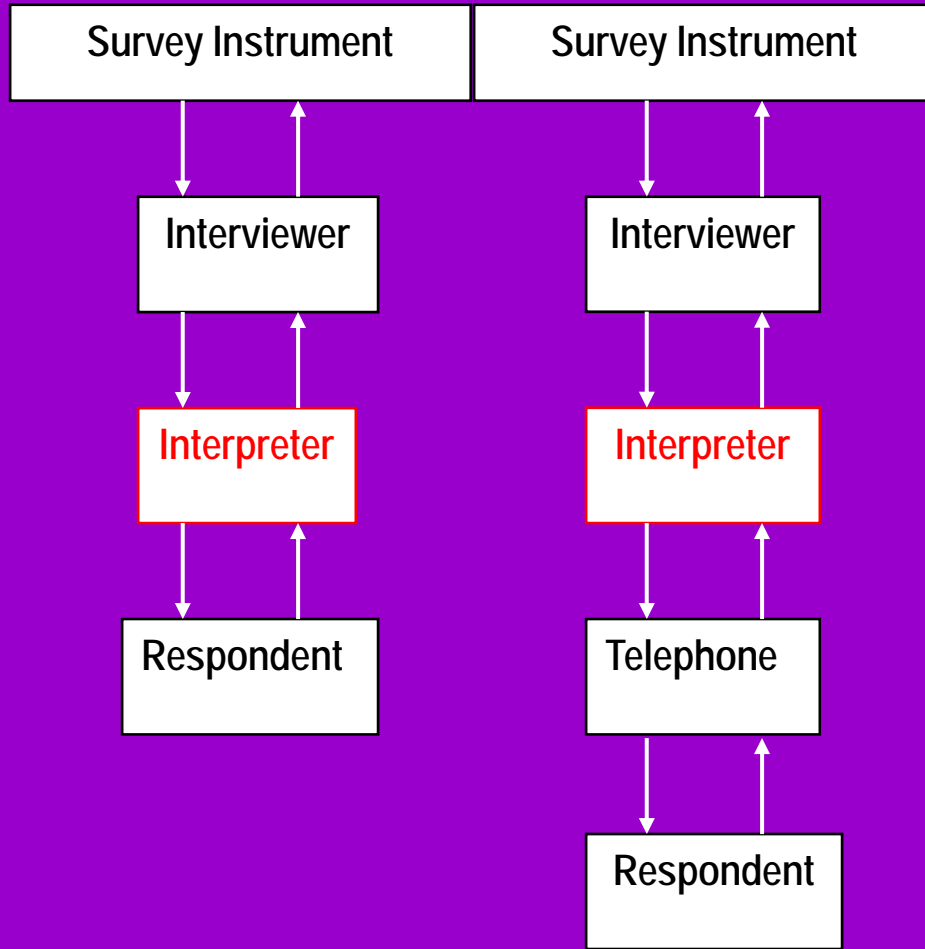 Survey Instrument
Interviewer
Interpreter
Respondent
Survey Instrument
Interviewer
Interpreter
Telephone
Respondent